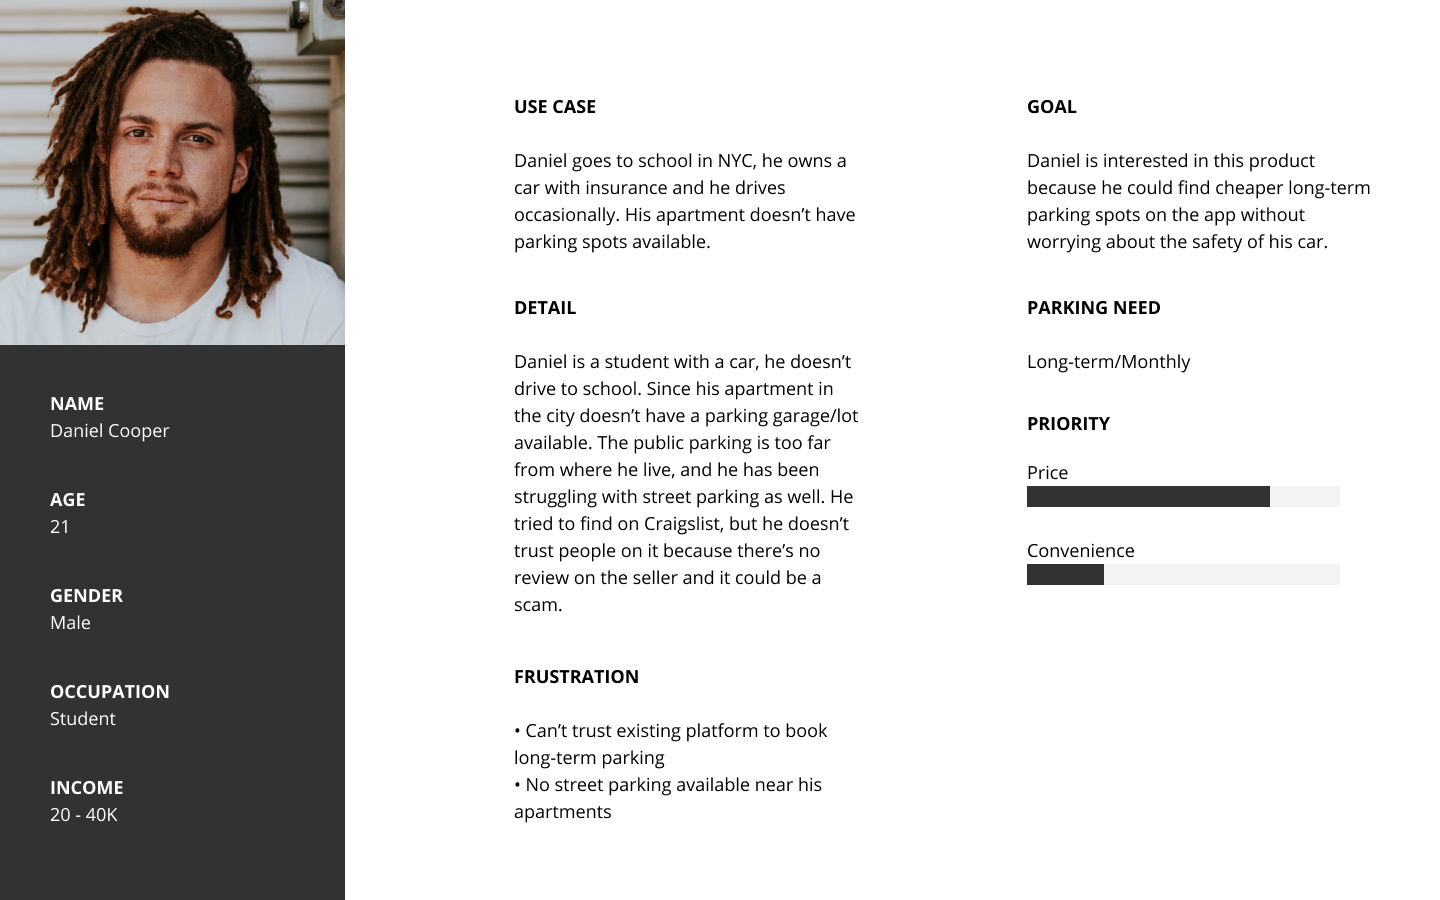 NAME
Daniel Cooper
AGE
21
GENDER
Male
OCCUPATION
Student
INCOME
20 - 40K
USE CASE
Daniel goes to school in NYC, he owns a
car with insurance and he drives
occasionally. His apartment doesn’t have
parking spots available.
DETAIL
Daniel is a student with a car, he doesn’t
drive to school. Since his apartment in
the city doesn’t have a parking garage/lot
available. The public parking is too far
from where he live, and he has been
struggling with street parking as well. He
tried to find on Craigslist, but he doesn’t
trust people on it because there’s no
review on the seller and it could be a
scam.
FRUSTRATION
• Can’t trust existing platform to book
long-term parking
• No street parking available near his
apartments
GOAL
Daniel is interested in this product
because he could find cheaper long-term
parking spots on the app without
worrying about the safety of his car.
PARKING NEED
Long-term/Monthly
PRIORITY
Price
Convenience